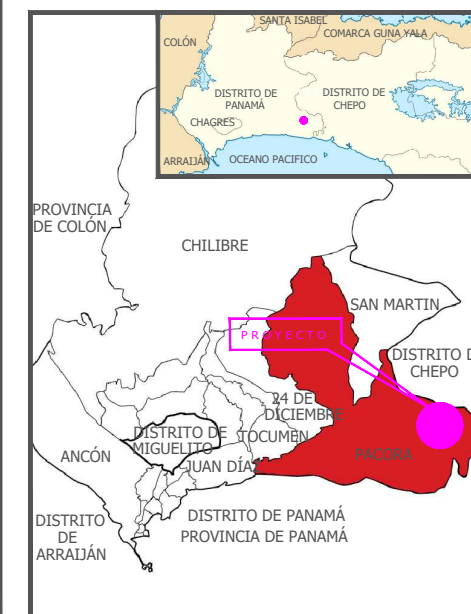 SANTA ISABEL
COMARCA GUNA YALA
COLÓN
DISTRITO DE
PANAMÁ
DISTRITO DE
CHEPO
CHAGRES
ARRAIJÁN
OCEANO PACIFICO
PROVINCIA
DE COLÓN
CHILIBRE
SAN MARTIN
PROYECTO
DISTRITO D
CHEPO
24 DE
DICIEMBRE
DISTRITO DE
MIGUELITO
TOCUMEN
ANCÓN
JUAN DÍAZ
PACORA
DISTRITO
DE
ARRAIJÁN
DISTRITO DE PANAMÁ
PROVINCIA DE PANAMÁ